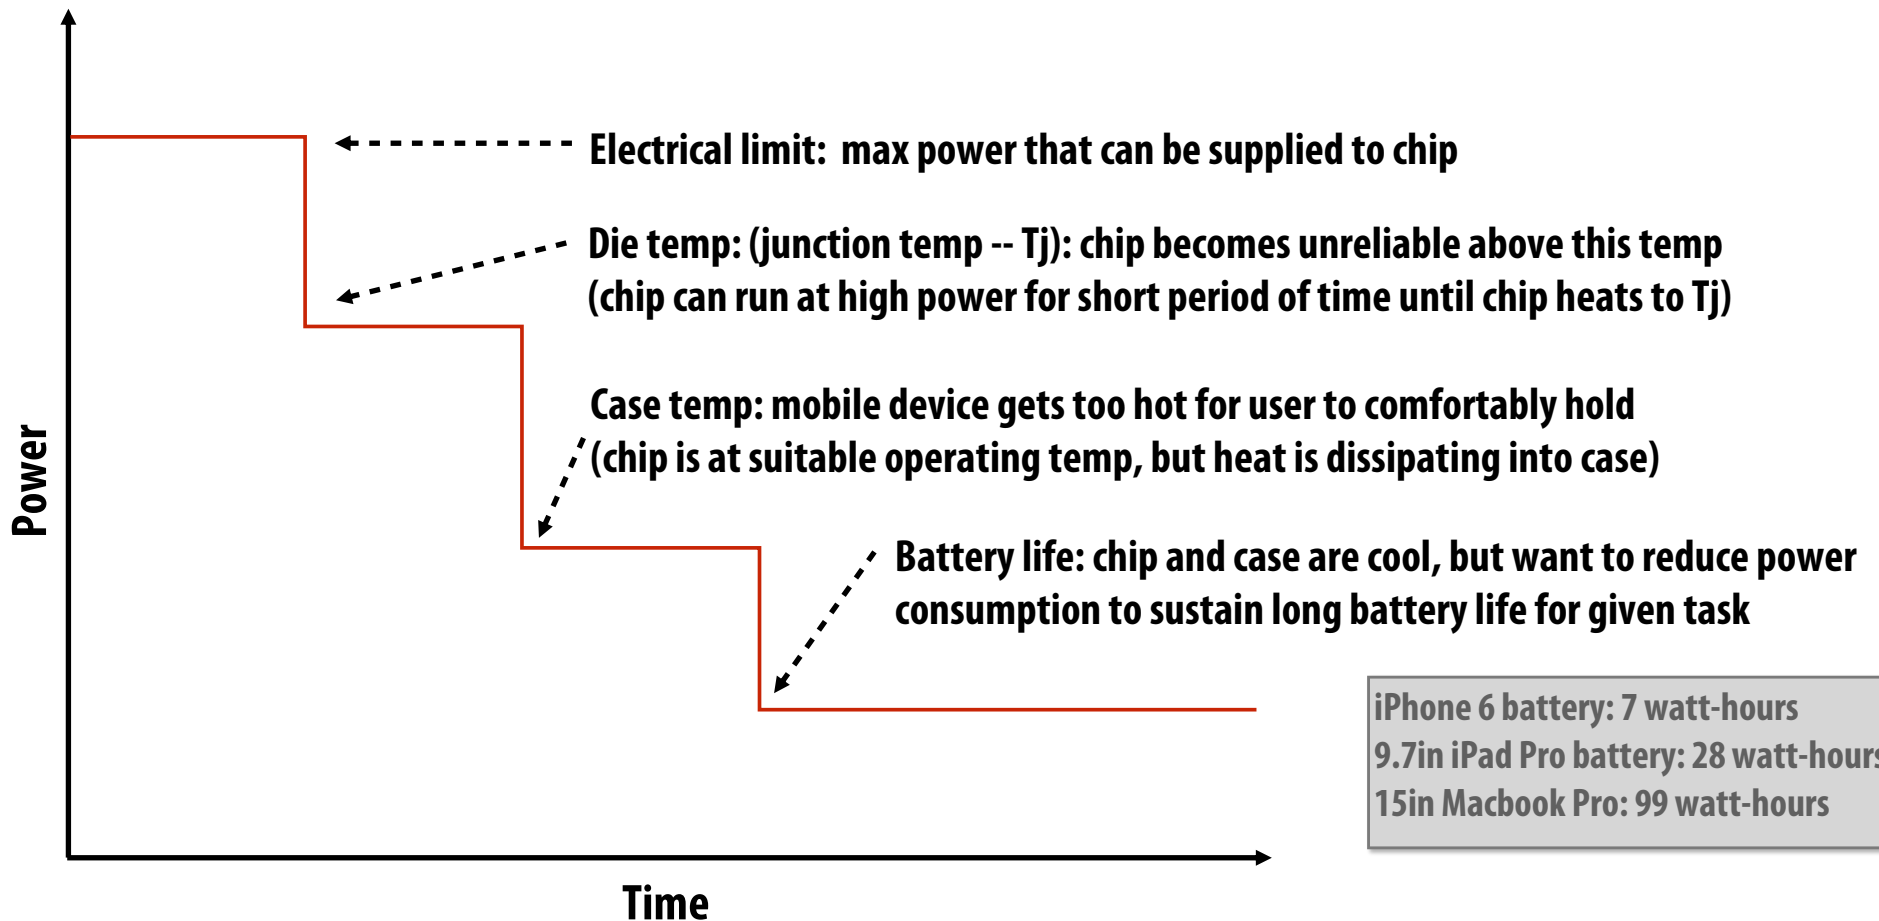 Electrical limit: max power that can be supplied to chip
Die temp: (junction temp -- Tj): chip becomes unreliable above this temp
(chip can run at high power for short period of time until chip heats to Tj)
Case temp: mobile device gets too hot for user to comfortably hold
(chip is at suitable operating temp, but heat is dissipating into case)
Power
Battery life: chip and case are cool, but want to reduce power
consumption to sustain long battery life for given task
iPhone 6 battery: 7 watt-hours
9.7in iPad Pro battery: 28 watt-hours
15in Macbook Pro: 99 watt-hours
Time